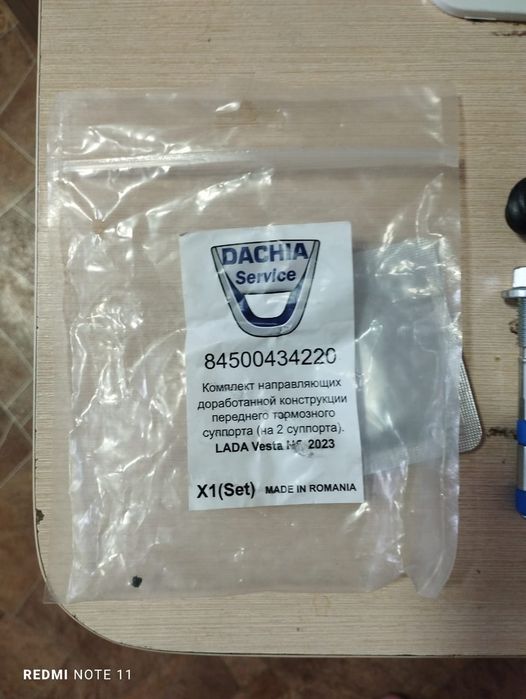 DACHIA
Service
84500434220
Комплект направляющих
доработанной конструкции
переднего тормозного
суппорта (на 2 суппорта).
LADA Vesta 2023
X1(Set) MADE IN ROMANIA
REDMI NOTE 11